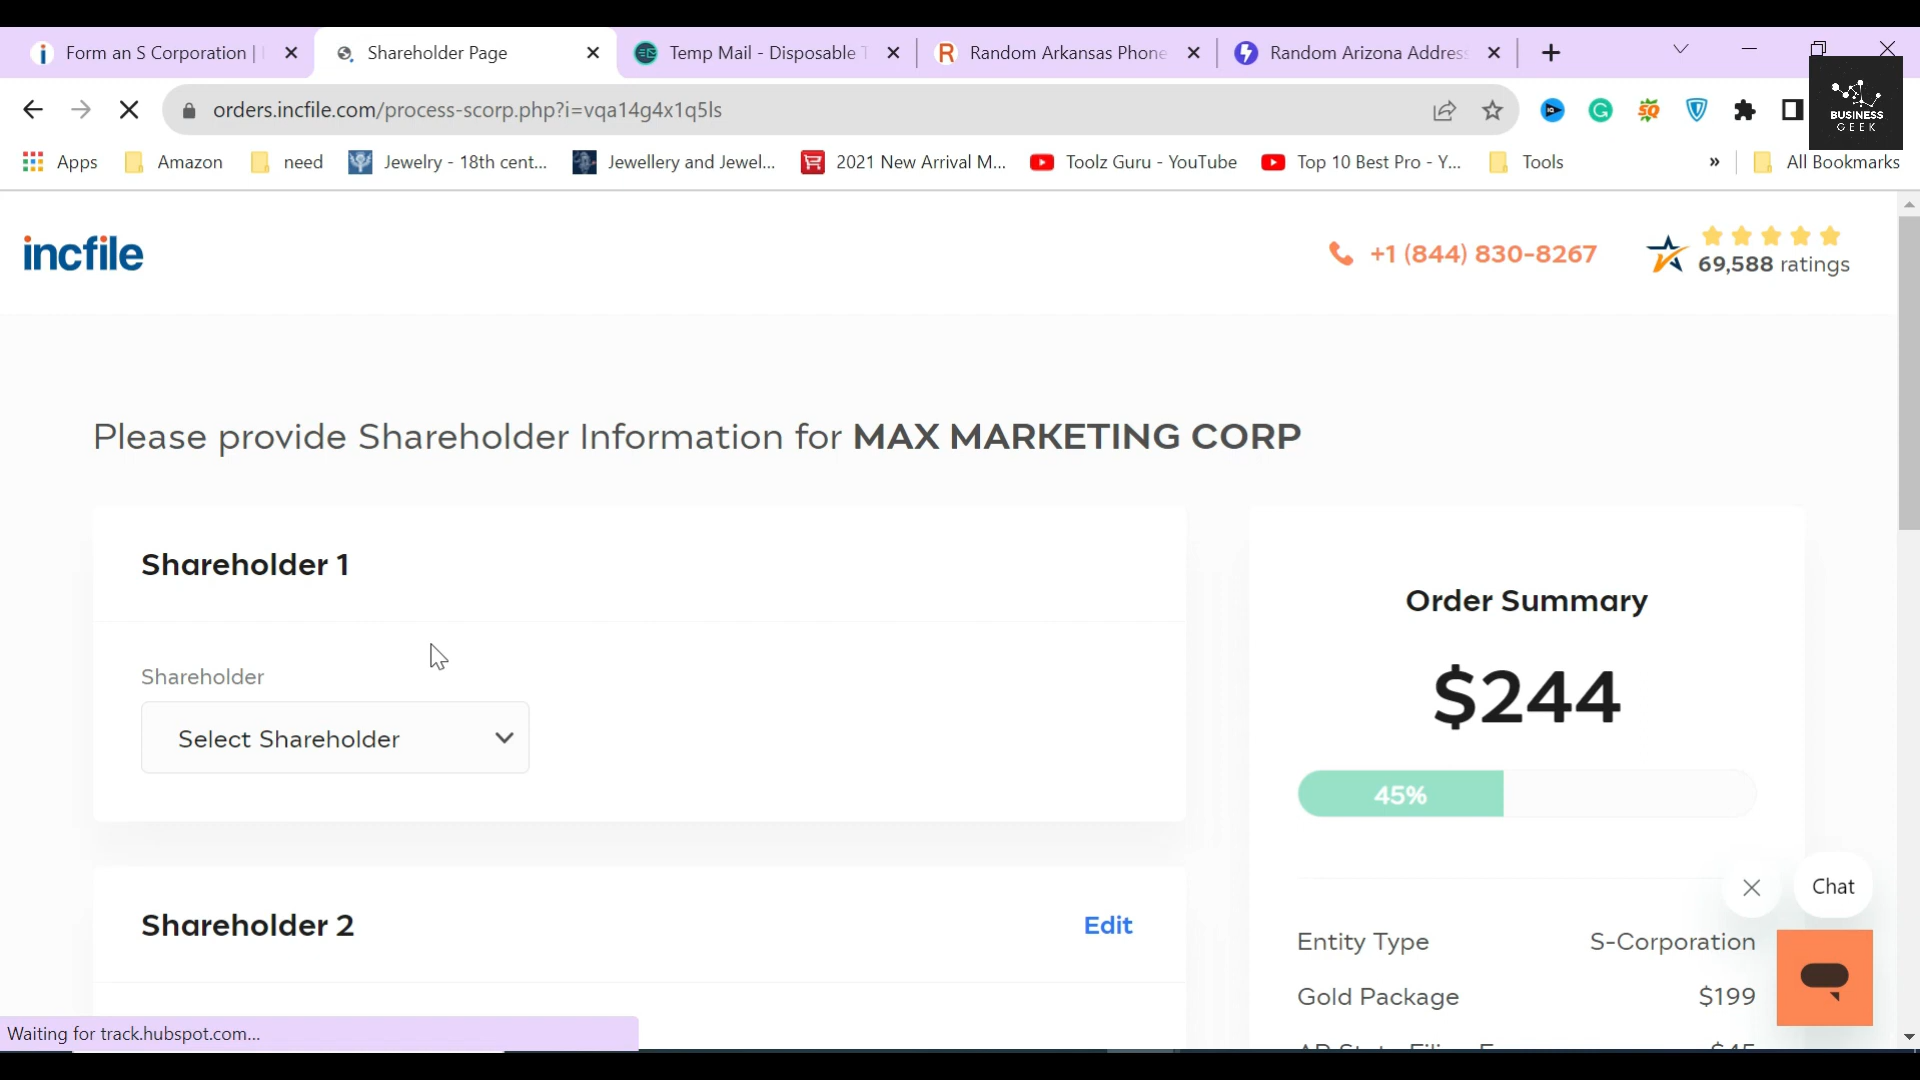 Form an S Corporation |
Shareholder Page
Temp Mail - Disposable
Random Arkansas Phone
Random Arizona Address
orders.incfile.com/process-scorp.php?i=vqa14g4x1q5ls
BUSINESS
GEEK
Apps
Amazon
need
Jewelry - 18th cent...
Jewellery and Jewel...
2021 New Arrival M...
Toolz Guru - YouTube
Top 10 Best Pro - Y...
Tools
»
All Bookmarks
incfile
+1 (844) 830-8267
69,588 ratings
Please provide Shareholder Information for MAX MARKETING CORP
Shareholder 1
Shareholder
Select Shareholder
Order Summary
$244
45%
Chat
Shareholder 2
Edit
Entity Type
S-Corporation
Gold Package
$199
Waiting for track.hubspot.com...